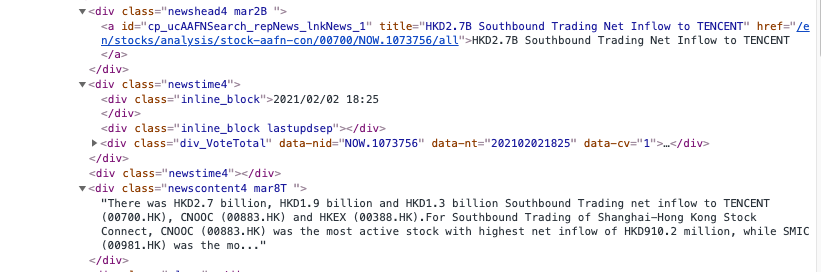 ▼<div class="newshead4 mar2B ">
<a id="cp_ucAAFNSearch_repNews_lnkNews_1" title="HKD2.7B Southbound Trading Net Inflow to TENCENT" href="/e
n/stocks/analysis/stock-aafn-con/00700/NOW.1073756/all">HKD2.7B Southbound Trading Net Inflow to TENCENT
</a>
</div>
▼<div class="newstime4">
<div class="inline_block">2021/02/02 18:25
</div>
<div class="inline_block lastupdsep"></div>
▶<div class="div_VoteTotal" data-nid="NOW.1073756" data-nt="202102021825" data-cv="1">…</div>
</div>
<div class="newstime4"></div>
▼<div class="newscontent4 mar8T ">
"There was HKD2.7 billion, HKD1.9 billion and HKD1.3 billion Southbound Trading net inflow to TENCENT
(00700.HK), CNOOC (00883.HK) and HKEX (00388.HK).For Southbound Trading of Shanghai-Hong Kong Stock
Connect, CNOOC (00883.HK) was the most active stock with highest net inflow of HKD910.2 million, while SMIC
(00981.HK) was the mo..."
</div>